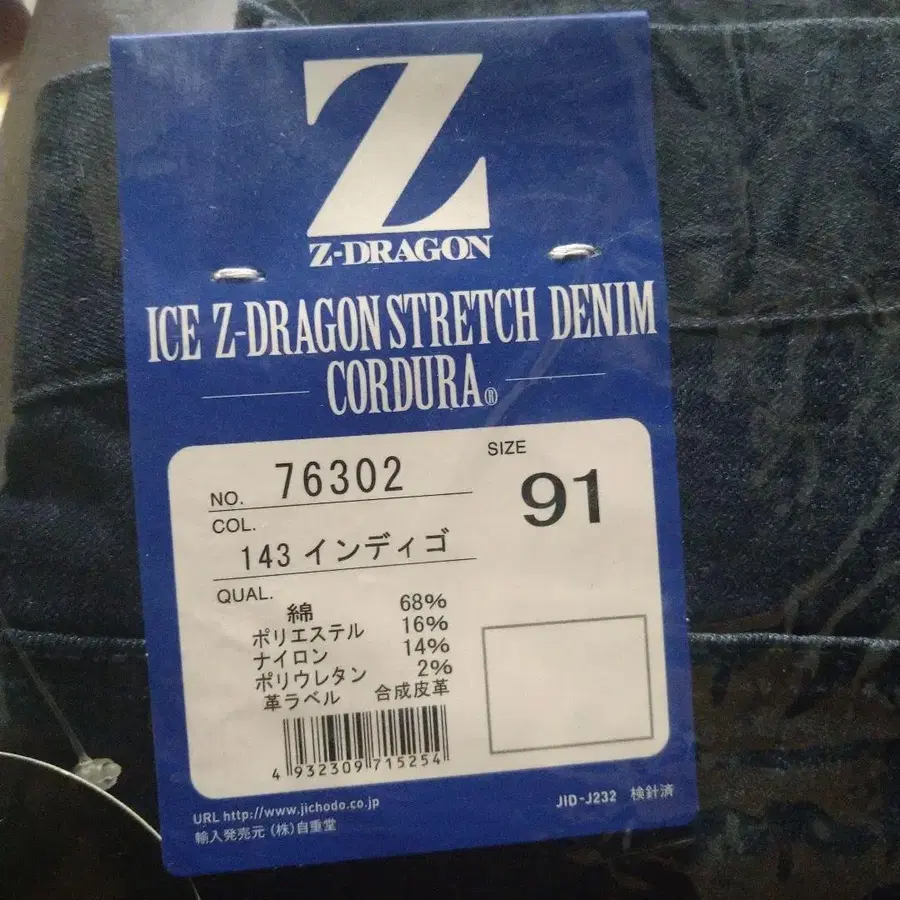 Z
Z-DRAGON
ICE Z-DRAGON STRETCH DENIM
CORDURA®
NO. 76302
SIZE
91
COL.
143 インディゴ
QUAL.
綿 68%
ポリエステル 16%
ナイロン 14%
ポリウレタン 2%
革ラベル 合成皮革
4 932309 715254
URL http://www.jichodo.co.jp
輸入発売元 (株)自重堂
JID-J232 検針済